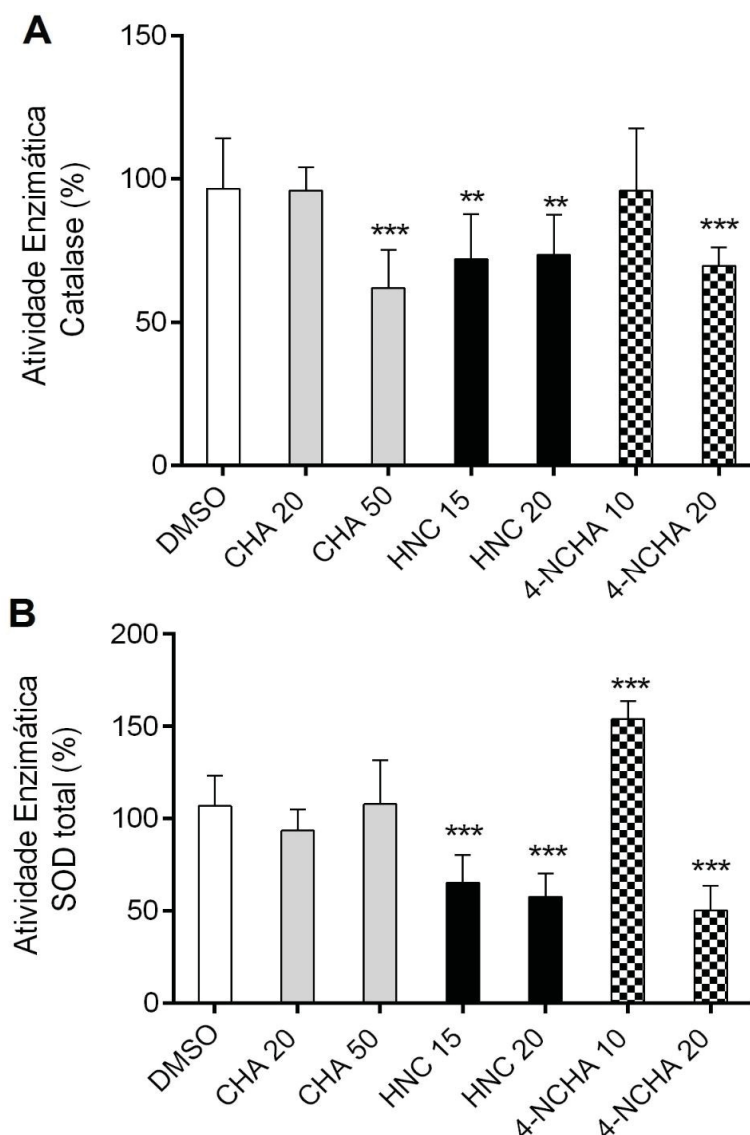 A
Atividade Enzimática
Catalase (%)
150
100
50
0
***
**
**
***
DMSO
CHA 20
CHA 50
HNC 15
HNC 20
4-NCHA 10
4-NCHA 20
B
Atividade Enzimática
SOD total (%)
200
150
100
50
0
***
***
***
***
DMSO
CHA 20
CHA 50
HNC 15
HNC 20
4-NCHA 10
4-NCHA 20